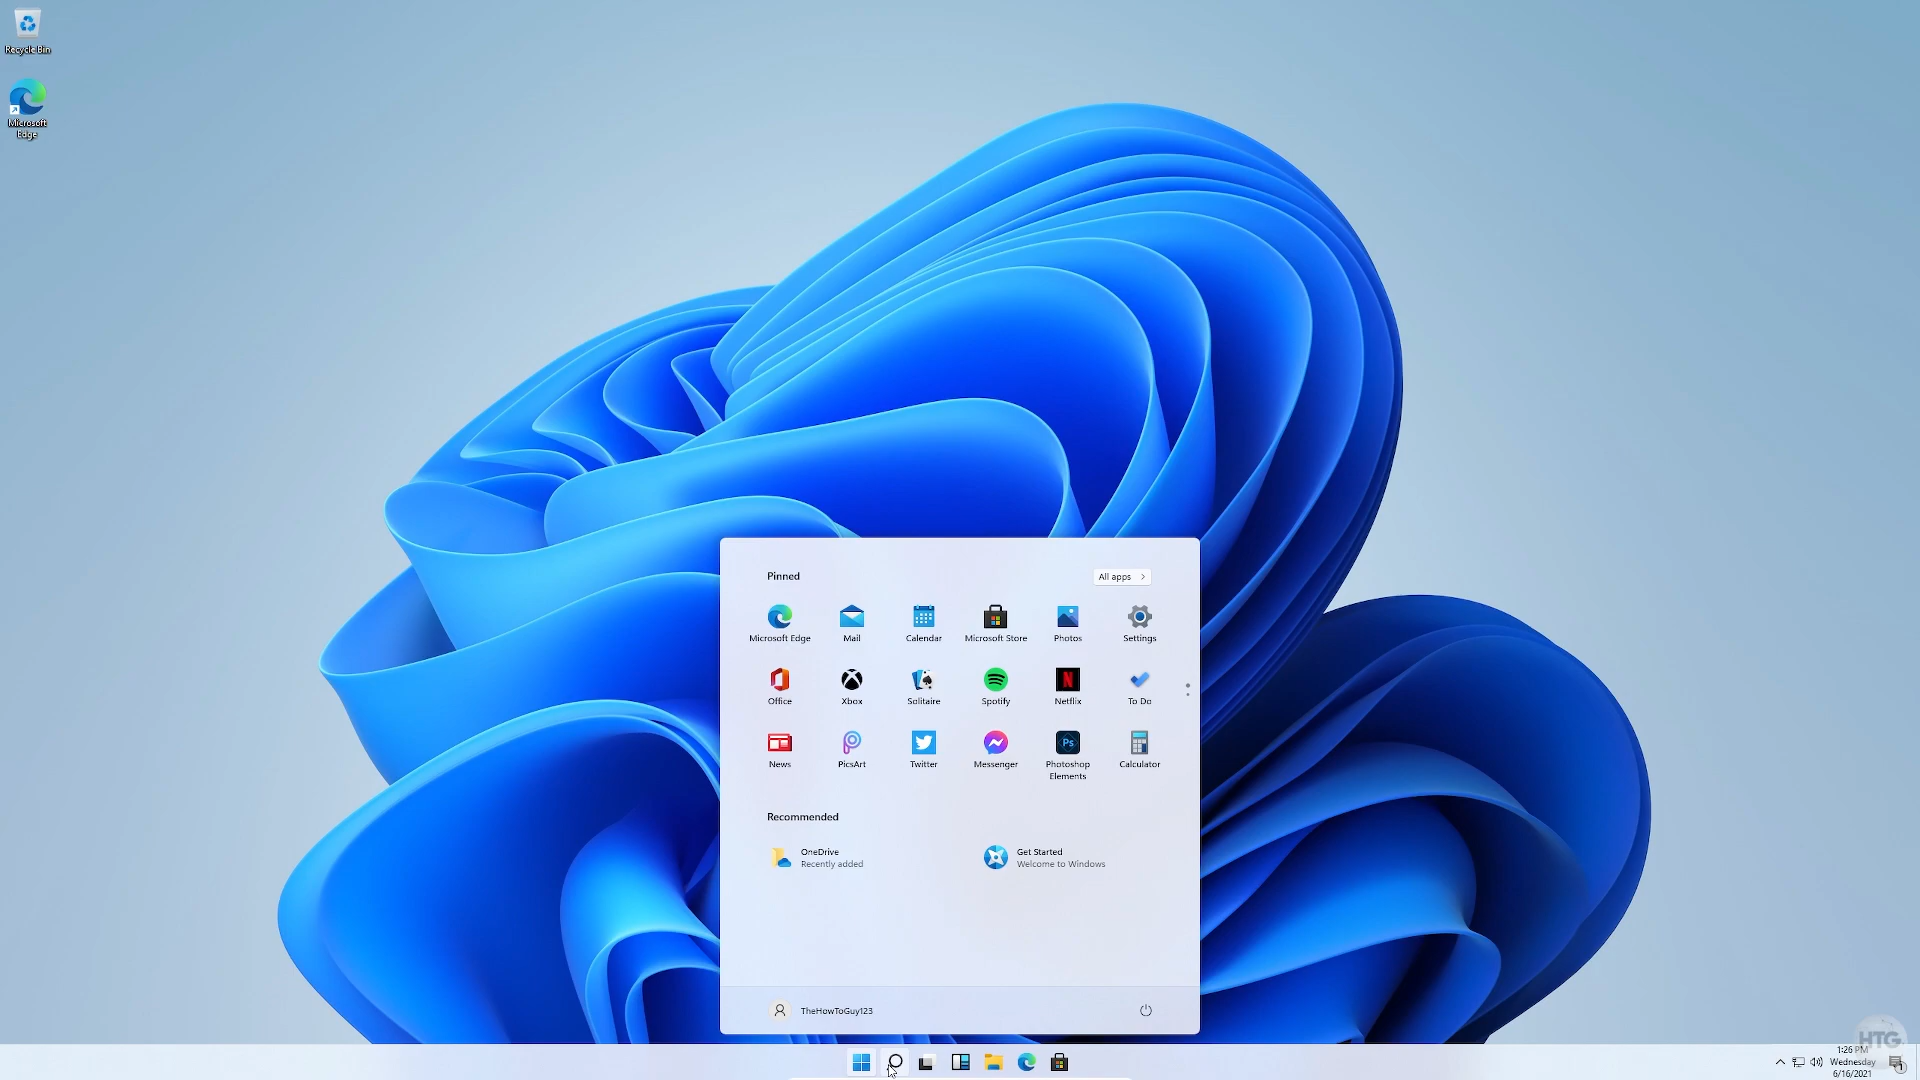 Recycle Bin
Microsoft
Edge
Pinned
All apps
Microsoft Edge
Mail
Calendar
Microsoft Store
Photos
Settings
Office
Xbox
Solitaire
Spotify
Netflix
To Do
News
PicsArt
Twitter
Messenger
Photoshop
Elements
Calculator
Recommended
OneDrive
Recently added
Get Started
Welcome to Windows
TheHowToGuy123
HTG
1:26 PM
Wednesday
6/16/2021